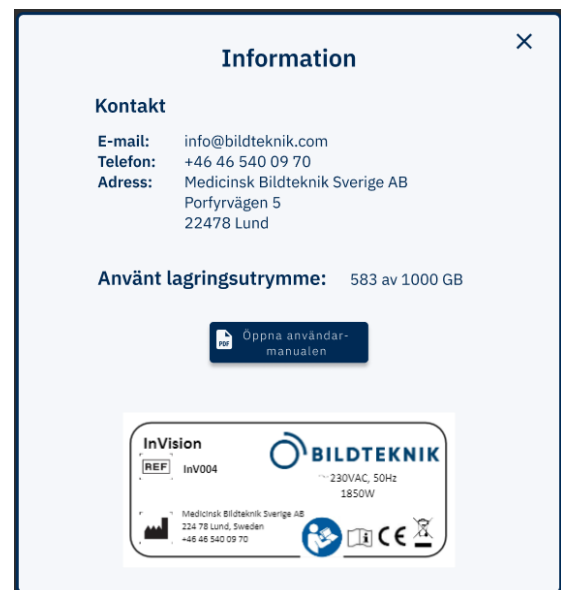 Information
Kontakt
E-mail: info@bildteknik.com
Telefon: +46 46 540 09 70
Adress: Medicinsk Bildteknik Sverige AB
Porfyrvägen 5
22478 Lund
Använt lagringsutrymme: 583 av 1000 GB
PDF Öppna användar-
manualen
InVision
BILDTEKNIK
REF InV004
~230VAC, 50Hz
1850W
Medicinsk Bildteknik Sverige AB
224 78 Lund, Sweden
+46 46 540 09 70
i CE